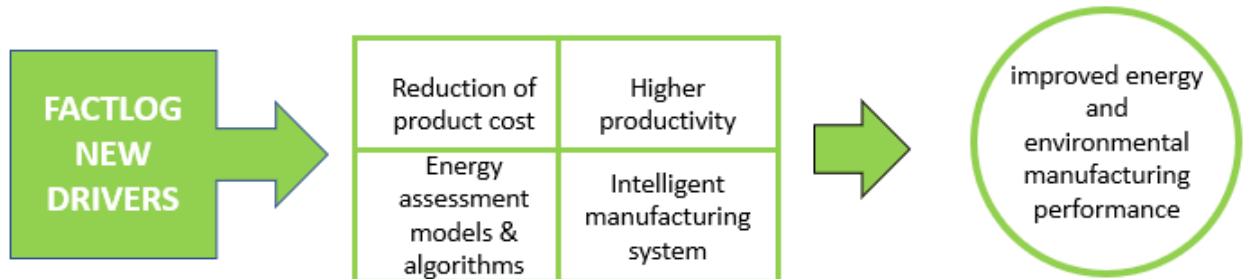 FACTLOG
NEW
DRIVERS
Reduction of
product cost
Higher
productivity
Energy
assessment
models &
algorithms
Intelligent
manufacturing
system
improved energy
and
environmental
manufacturing
performance